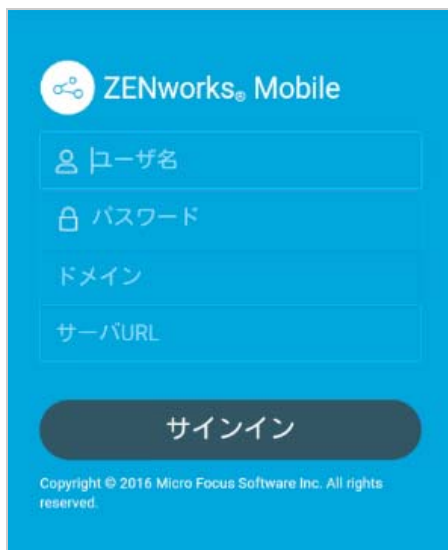 ZENworks® Mobile
ユーザ名
パスワード
ドメイン
サーバURL
サインイン
Copyright © 2016 Micro Focus Software Inc. All rights
reserved.